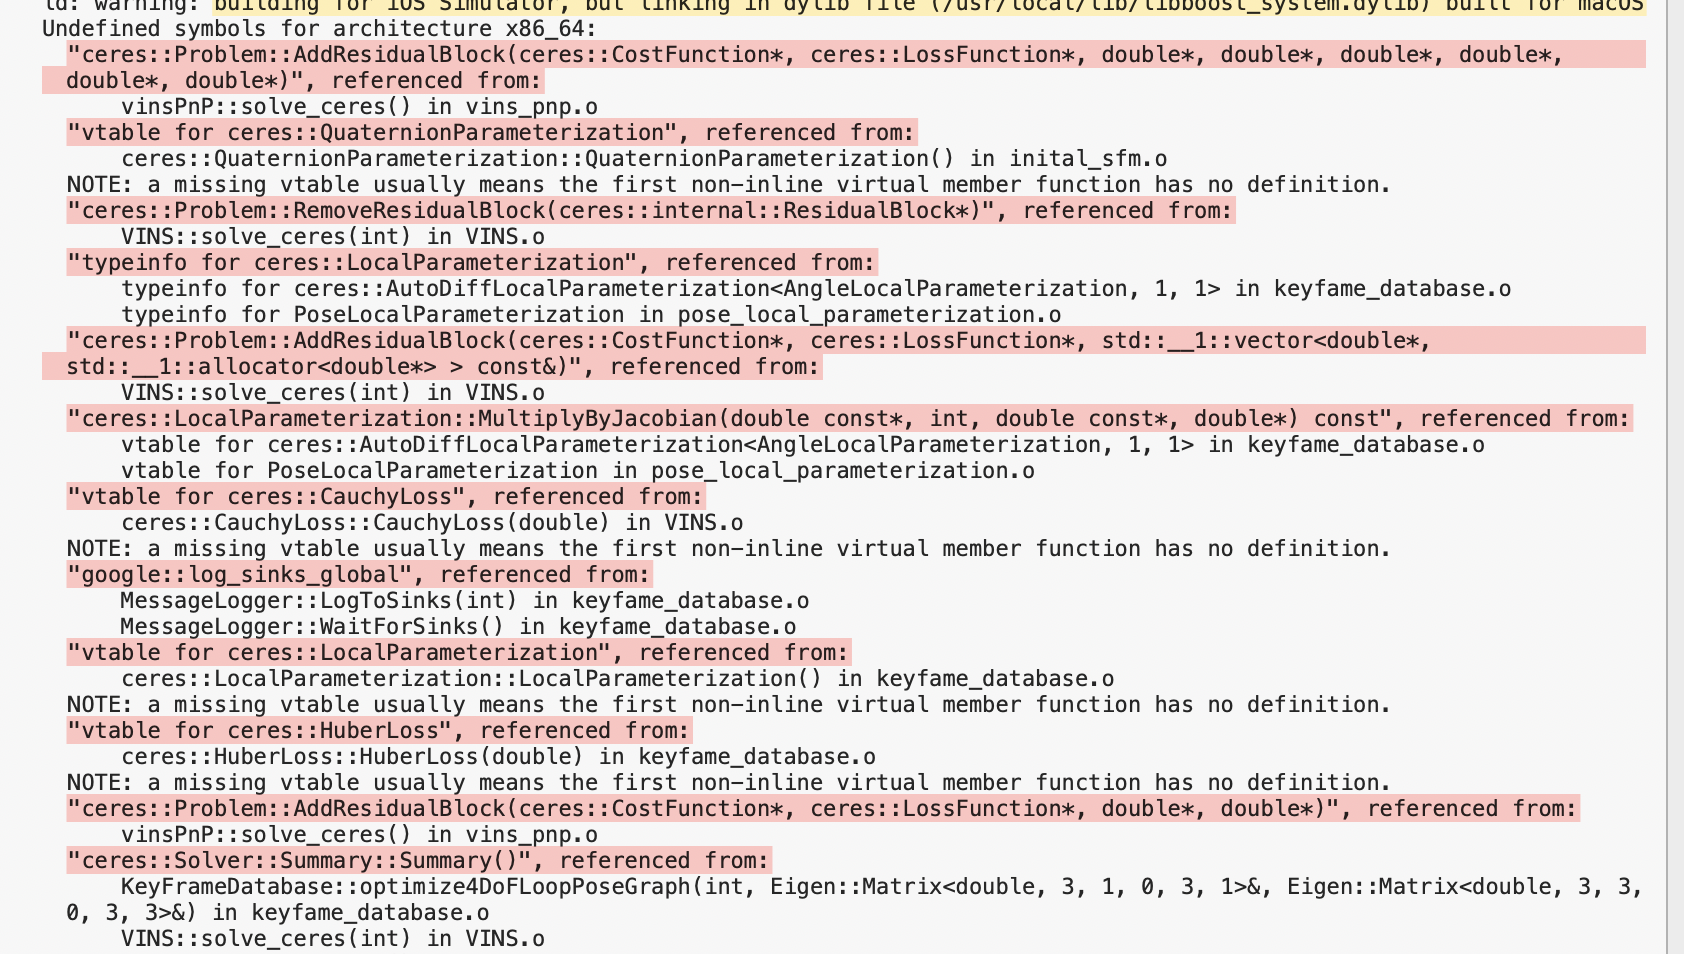 ld: warning: building for iOS Simulator, but linking in dylib file (/usr/local/lib/libboost_system.dylib) built for macOS
Undefined symbols for architecture x86_64:
"ceres::Problem::AddResidualBlock(ceres::CostFunction*, ceres::LossFunction*, double*, double*, double*, double*,
double*, double*)", referenced from:
vinsPnP::solve_ceres() in vins_pnp.o
"vtable for ceres::QuaternionParameterization", referenced from:
ceres::QuaternionParameterization::QuaternionParameterization() in inital_sfm.o
NOTE: a missing vtable usually means the first non-inline virtual member function has no definition.
"ceres::Problem::RemoveResidualBlock(ceres::internal::ResidualBlock*)", referenced from:
VINS::solve_ceres(int) in VINS.o
"typeinfo for ceres::LocalParameterization", referenced from:
typeinfo for ceres::AutoDiffLocalParameterization<AngleLocalParameterization, 1, 1> in keyfame_database.o
typeinfo for PoseLocalParameterization in pose_local_parameterization.o
"ceres::Problem::AddResidualBlock(ceres::CostFunction*, ceres::LossFunction*, std::__1::vector<double*,
std::__1::allocator<double*> > const&)", referenced from:
VINS::solve_ceres(int) in VINS.o
"ceres::LocalParameterization::MultiplyByJacobian(double const*, int, double const*, double*) const", referenced from:
vtable for ceres::AutoDiffLocalParameterization<AngleLocalParameterization, 1, 1> in keyfame_database.o
vtable for PoseLocalParameterization in pose_local_parameterization.o
"vtable for ceres::CauchyLoss", referenced from:
ceres::CauchyLoss::CauchyLoss(double) in VINS.o
NOTE: a missing vtable usually means the first non-inline virtual member function has no definition.
"google::log_sinks_global", referenced from:
MessageLogger::LogToSinks(int) in keyfame_database.o
MessageLogger::WaitForSinks() in keyfame_database.o
"vtable for ceres::LocalParameterization", referenced from:
ceres::LocalParameterization::LocalParameterization() in keyfame_database.o
NOTE: a missing vtable usually means the first non-inline virtual member function has no definition.
"vtable for ceres::HuberLoss", referenced from:
ceres::HuberLoss::HuberLoss(double) in keyfame_database.o
NOTE: a missing vtable usually means the first non-inline virtual member function has no definition.
"ceres::Problem::AddResidualBlock(ceres::CostFunction*, ceres::LossFunction*, double*, double*)", referenced from:
vinsPnP::solve_ceres() in vins_pnp.o
"ceres::Solver::Summary::Summary()", referenced from:
KeyFrameDatabase::optimize4DoFLoopPoseGraph(int, Eigen::Matrix<double, 3, 1, 0, 3, 1>&, Eigen::Matrix<double, 3, 3,
0, 3, 3>&) in keyfame_database.o
VINS::solve_ceres(int) in VINS.o